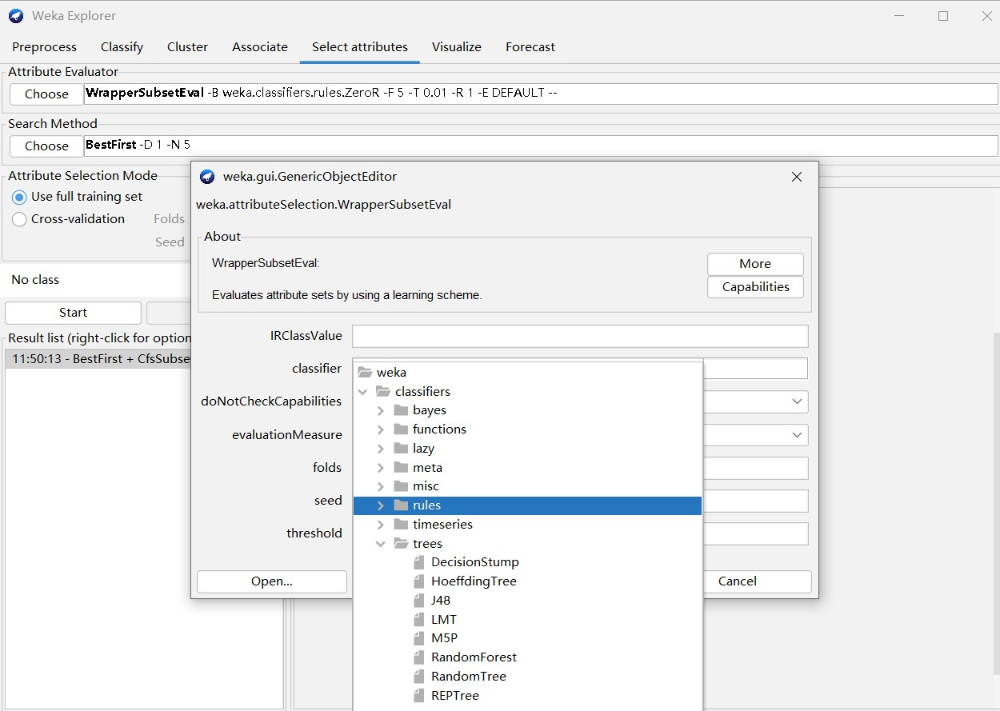 Weka Explorer
Preprocess Classify Cluster Associate Select attributes Visualize Forecast
Attribute Evaluator
Choose WrapperSubsetEval -B weka.classifiers.rules.ZeroR -F 5 -T 0.01 -R 1 -E DEFAULT --
Search Method
Choose BestFirst -D 1 -N 5
Attribute Selection Mode
Use full training set
Cross-validation Folds
Seed
No class
Start
Result list (right-click for option
11:50:13 - BestFirst + CfsSubse
weka.gui.GenericObjectEditor
weka.attributeSelection.WrapperSubsetEval
About
WrapperSubsetEval:
More
Capabilities
Evaluates attribute sets by using a learning scheme.
IRClassValue
classifier
doNotCheckCapabilities
evaluationMeasure
folds
seed
threshold
Open...
Cancel
weka
classifiers
bayes
functions
lazy
meta
misc
rules
timeseries
trees
DecisionStump
HoeffdingTree
J48
LMT
M5P
RandomForest
RandomTree
REPTree